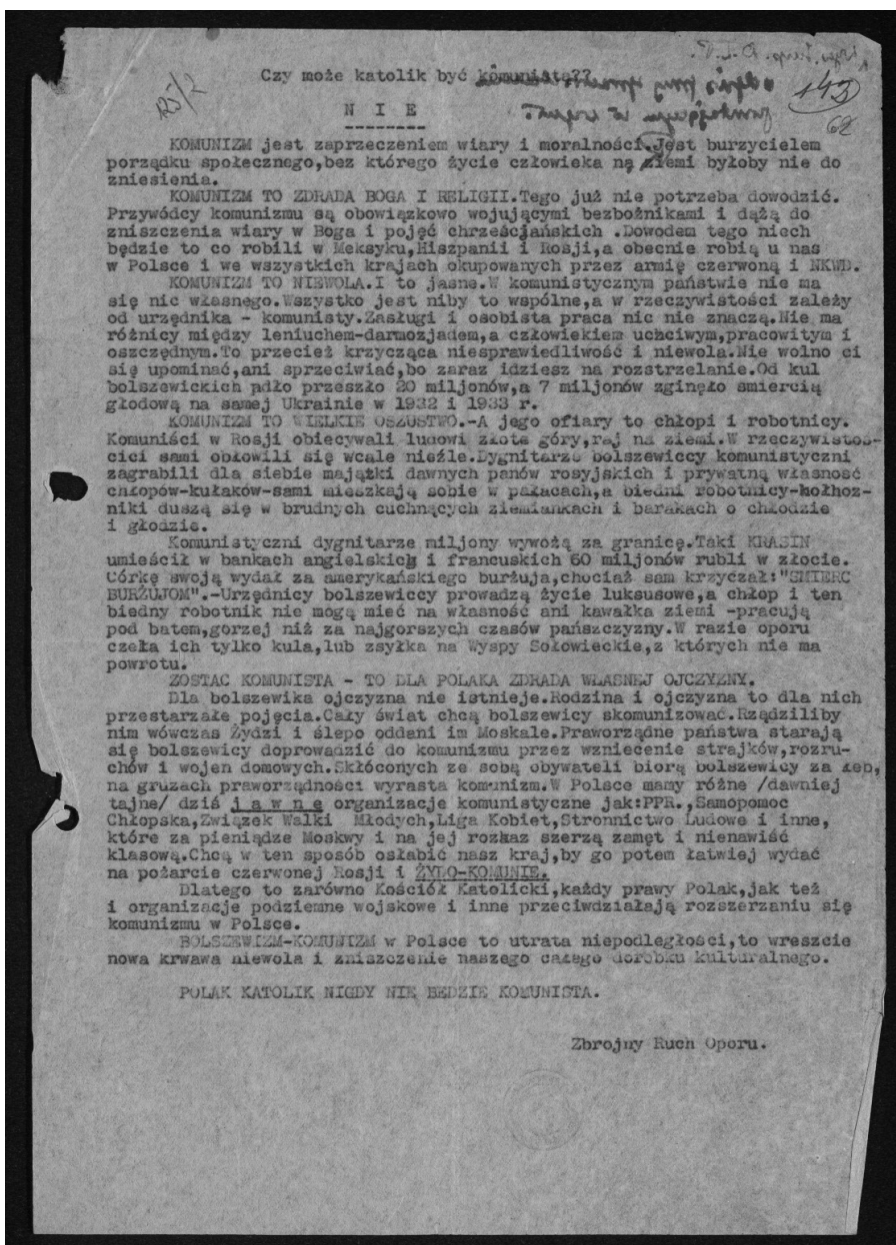 Czy może katolik być komunistą??
143
RS/2
62
N I E
KOMUNIZM jest zaprzeczeniem wiary i moralności.Jest burzycielem
porządku społecznego,bez którego życie człowieka na ziemi byłoby nie do
zniesienia.
KOMUNIZM TO ZDRADA BOGA I RELIGII.Tego już nie potrzeba dowodzić.
Przywódcy komunizmu są obowiązkowo wojującymi bezbożnikami i dążą do
zniszczenia wiary w Boga i pojęć chrześcjańskich .Dowodem tego niech
będzie to co robili w Meksyku,Hiszpanii i Rosji,a obecnie robią u nas
w Polsce i we wszystkich krajach okupowanych przez armię czerwoną i NKWD.
KOMUNIZM TO NIEWOLA.I to jasne.W komunistycznym państwie nie ma
się nic własnego.Wszystko jest niby to wspólne,a w rzeczywistości zależy
od urzędnika - komunisty.Zasługi i osobista praca nic nie znaczą.Nie ma
różnicy między leniuchem-darmozjadem,a człowiekiem uchciwym,pracowitym i
oszczędnym.To przecież krzycząca niesprawiedliwość i niewola.Nie wolno ci
się upominać,ani sprzeciwiać,bo zaraz idziesz na rozstrzelanie.Od kul
bolszewickich pdło przeszło 20 miljonów,a 7 miljonów zginęło smiercią
głodową na samej Ukrainie w 1932 i 1933 r.
KOMUNIZM TO WIELKIE OSZUSTWO.-A jego ofiary to chłopi i robotnicy.
Komuniści w Rosji obiecywali ludowi złote góry,raj na ziemi.W rzeczywistoś-
cici sami obłowili się wcale nieźle.Dygnitarze bolszewiccy komunistyczni
zagrabili dla siebie majątki dawnych panów rosyjskich i prywatną własność
chłopów-kułaków-sami mieszkają sobie w pałacach,a biedni robotnicy-kołhoz-
niki duszą się w brudnych cuchnących ziemiankach i barakach o chłodzie
i głodzie.
Komunistyczni dygnitarze miljony wywożą za granicę.Taki KRASIN
umieścił w bankach angielskich i francuskich 60 miljonów rubli w złocie.
Córkę swoją wydał za amerykańskiego burżuja,chociaż sam krzyczał:"SMIERC
BURŻUJOM".-Urzędnicy bolszewiccy prowadzą życie luksusowe,a chłop i ten
biedny robotnik nie mogą mieć na własność ani kawałka ziemi -pracują
pod batem,gorzej niż za najgorszych czasów pańszczyzny.W razie oporu
czeka ich tylko kula,lub zsyłka na Wyspy Sołowieckie,z których nie ma
powrotu.
ZOSTAC KOMUNISTA - TO DLA POLAKA ZDRADA WŁASNEJ OJCZYZNY.
Dla bolszewika ojczyzna nie istnieje.Rodzina i ojczyzna to dla nich
przestarzałe pojęcia.Cały świat chcą bolszewicy skomunizować.Rządziliby
nim wówczas Żydzi i ślepo oddani im Moskale.Praworządne państwa starają
się bolszewicy doprowadzić do komunizmu przez wzniecenie strajków,rozru-
chów i wojen domowych.Skłóconych ze sobą obywateli biorą bolszewicy za łeb,
na gruzach praworządności wyrasta komunizm.W Polsce mamy różne /dawniej
tajne/ dziś j a w n e organizacje komunistyczne jak:PPR.,Samopomoc
Chłopska,Związek Walki Młodych,Liga Kobiet,Stronnictwo Ludowe i inne,
które za pieniądze Moskwy i na jej rozkaz szerzą zamęt i nienawiść
klasową.Chcą w ten sposób osłabić nasz kraj,by go potem łatwiej wydać
na pożarcie czerwonej Rosji i ŻYDO-KOMUNIE.
Dlatego to zarówno Kościół Katolicki,każdy prawy Polak,jak też
i organizacje podziemne wojskowe i inne przeciwdziałają rozszerzaniu się
komunizmu w Polsce.
BOLSZEWIZM-KOMUNIZM w Polsce to utrata niepodległości,to wreszcie
nowa krwawa niewola i zniszczenie naszego całego dorobku kulturalnego.
POLAK KATOLIK NIGDY NIE BĘDZIE KOMUNISTA.
Zbrojny Ruch Oporu.